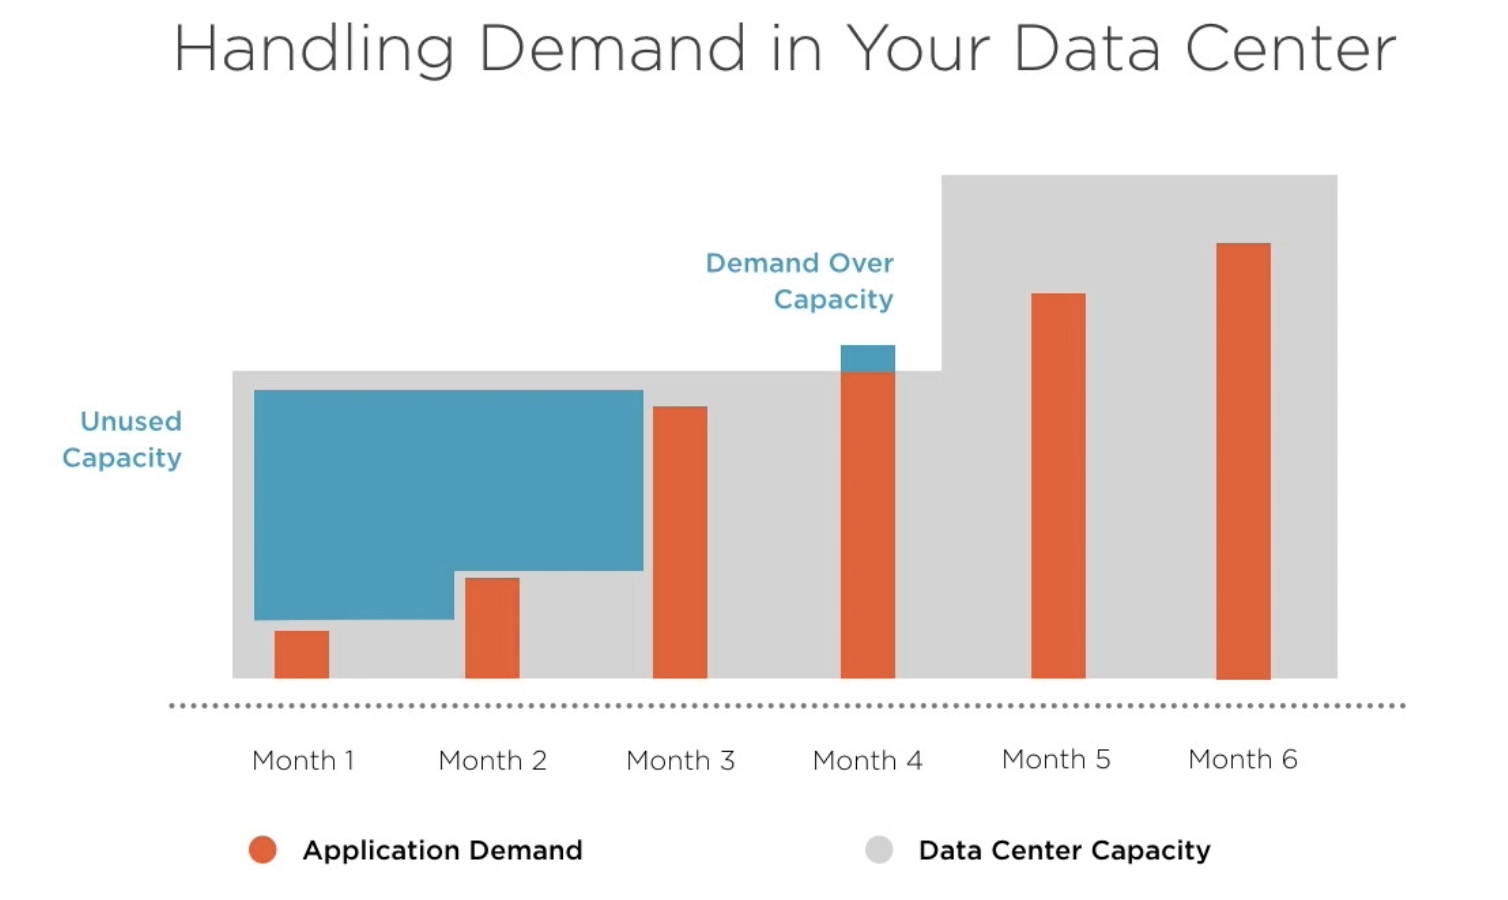 Handling Demand in Your Data Center
Demand Over
Capacity
Unused
Capacity
Month 1
Month 2
Month 3
Month 4
Month 5
Month 6
Application Demand
Data Center Capacity